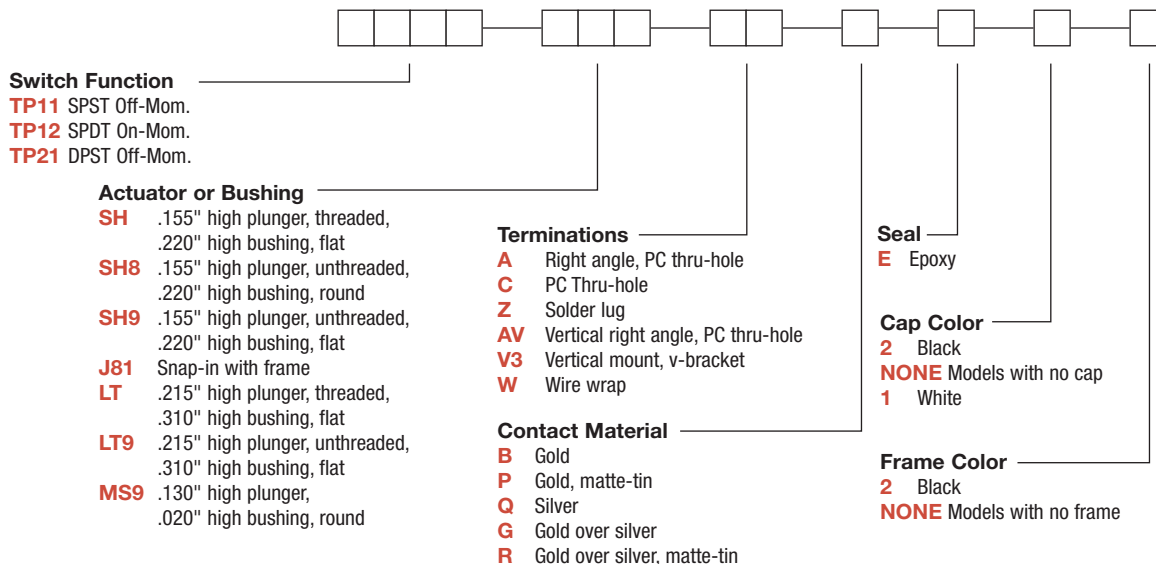 Switch Function
TP11 SPST Off-Mom.
TP12 SPDT On-Mom.
TP21 DPST Off-Mom.
Actuator or Bushing
SH .155" high plunger, threaded,
.220" high bushing, flat
SH8 .155" high plunger, unthreaded,
.220" high bushing, round
SH9 .155" high plunger, unthreaded,
.220" high bushing, flat
J81 Snap-in with frame
LT .215" high plunger, threaded,
.310" high bushing, flat
LT9 .215" high plunger, unthreaded,
.310" high bushing, flat
MS9 .130" high plunger,
.020" high bushing, round
Terminations
A Right angle, PC thru-hole
C PC Thru-hole
Z Solder lug
AV Vertical right angle, PC thru-hole
V3 Vertical mount, v-bracket
W Wire wrap
Contact Material
B Gold
P Gold, matte-tin
Q Silver
G Gold over silver
R Gold over silver, matte-tin
Seal
E Epoxy
Cap Color
2 Black
NONE Models with no cap
1 White
Frame Color
2 Black
NONE Models with no frame